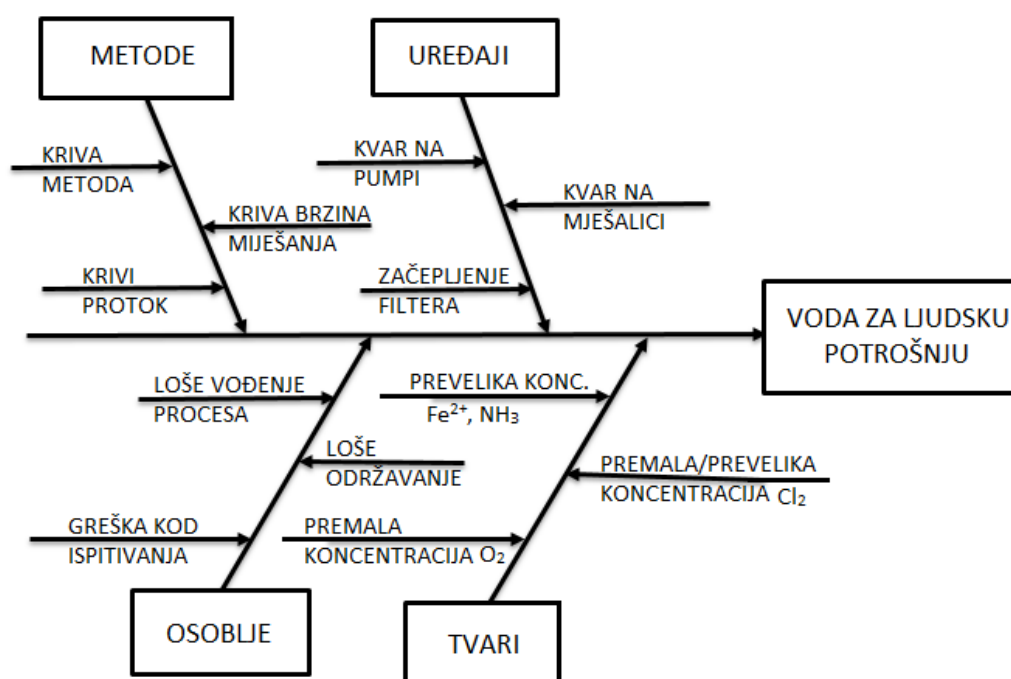 METODE
UREĐAJI
KRIVA
METODA
KVAR NA
PUMPI
KVAR NA
MJEŠALICI
KRIVA BRZINA
MIJEŠANJA
KRIVI
PROTOK
ZAČEPLJENJE
FILTERA
VODA ZA LJUDSKU
POTROŠNJU
LOŠE VOĐENJE
PROCESA
PREVELIKA KONC.
Fe²⁺, NH₃
LOŠE
ODRŽAVANJE
PREMALA/PREVELIKA
KONCENTRACIJA Cl₂
GREŠKA KOD
ISPITIVANJA
PREMALA
KONCENTRACIJA O₂
OSOBLJE
TVARI